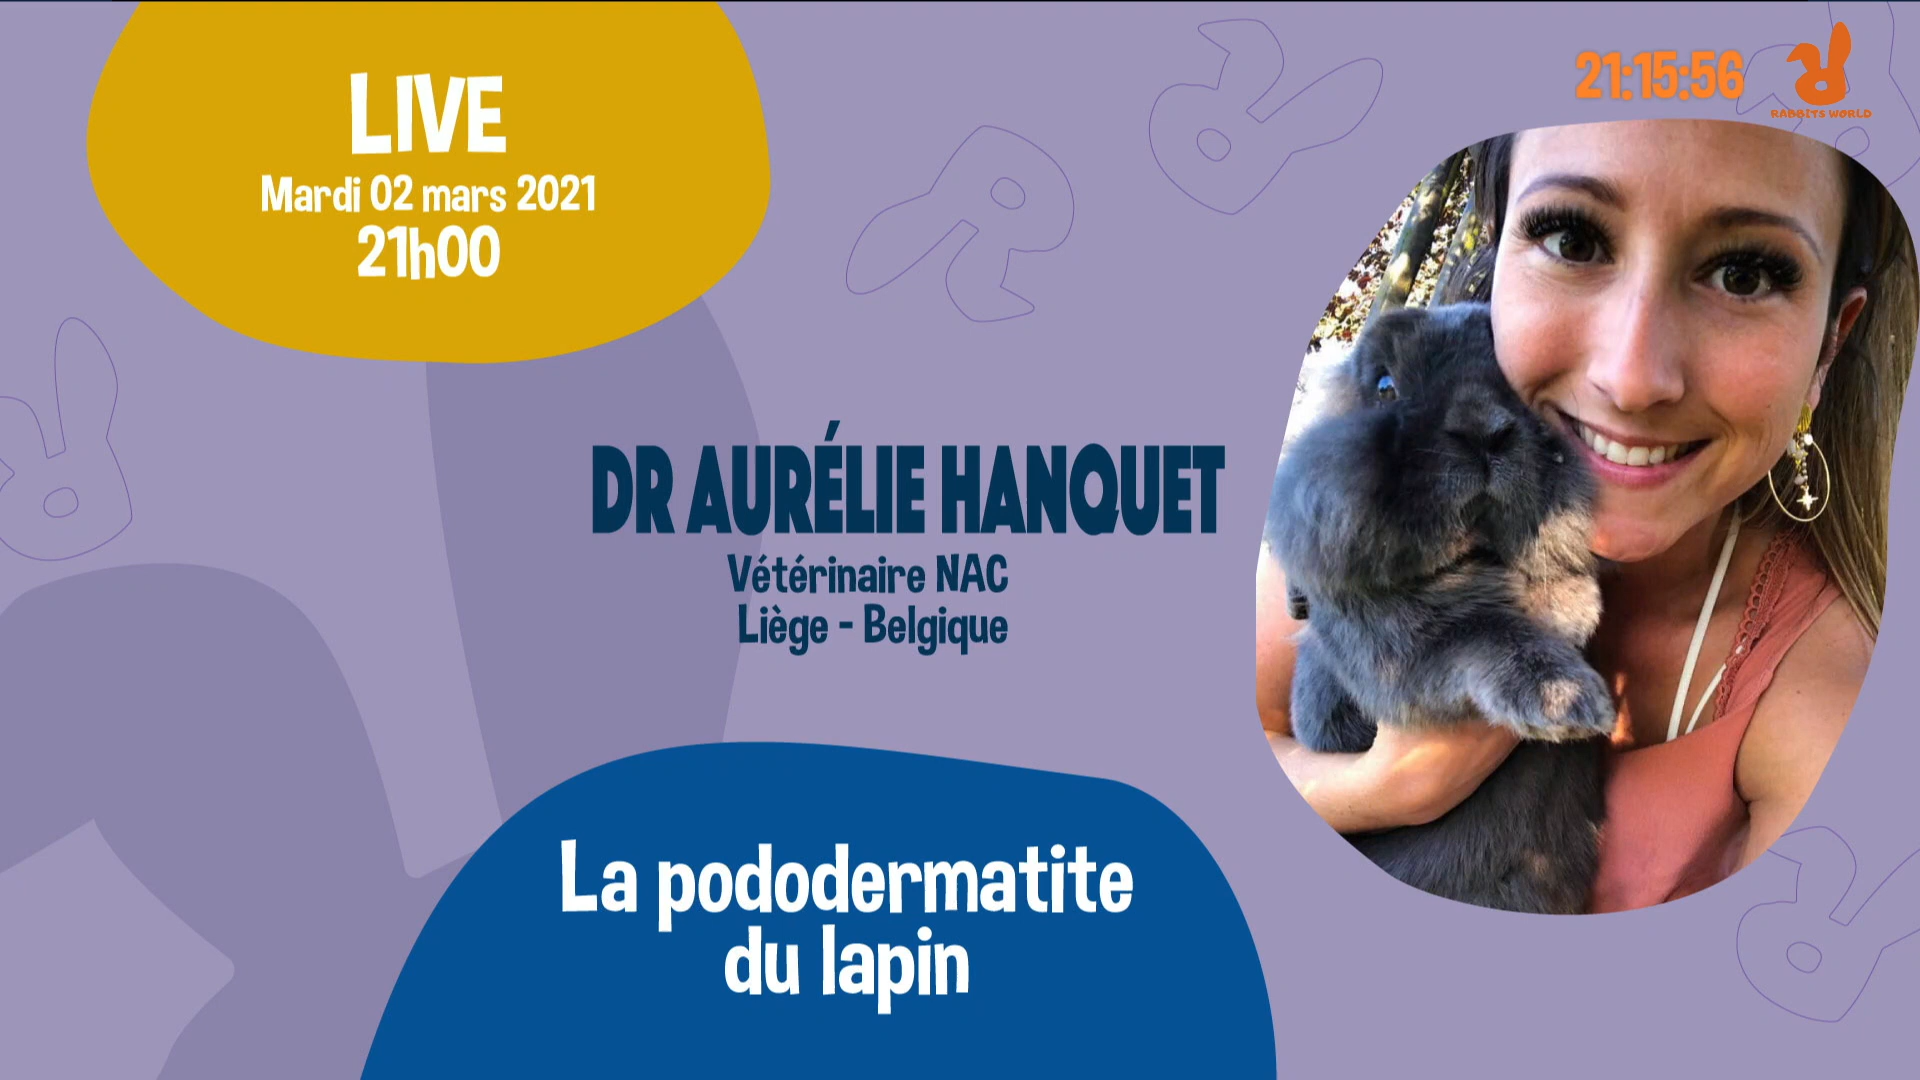 LIVE
Mardi 02 mars 2021
21h00
21:15:56
RABBITS WORLD
DR AURÉLIE HANQUET
Vétérinaire NAC
Liège - Belgique
La pododermatite
du lapin